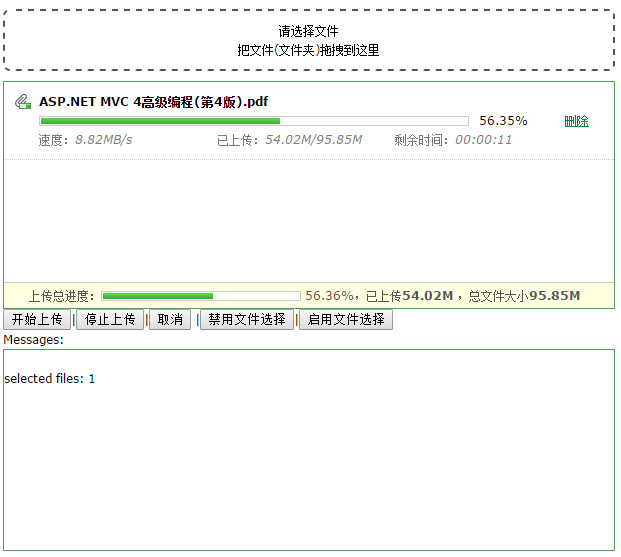 请选择文件
把文件(文件夹)拖拽到这里
ASP.NET MVC 4高级编程(第4版).pdf
56.35% 删除
速度：8.82MB/s 已上传：54.02M/95.85M 剩余时间：00:00:11
上传总进度： 56.36%，已上传54.02M，总文件大小95.85M
开始上传|停止上传|取消 |禁用文件选择|启用文件选择
Messages:
selected files: 1